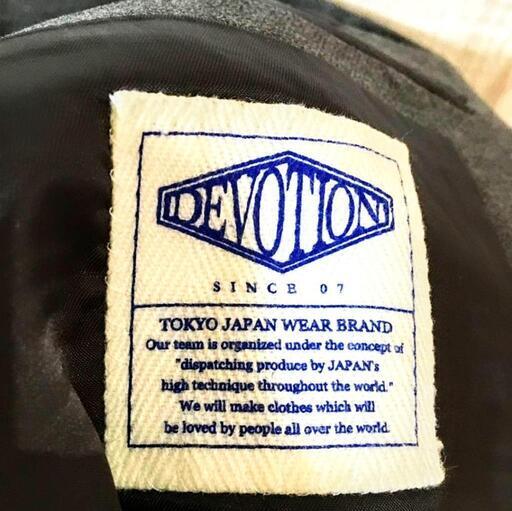 DEVOTION
SINCE 07
TOKYO JAPAN WEAR BRAND
Our team is organized under the concept of
"dispatching produce by JAPAN's
high technique throughout the world."
We will make clothes which will
be loved by people all over the world.